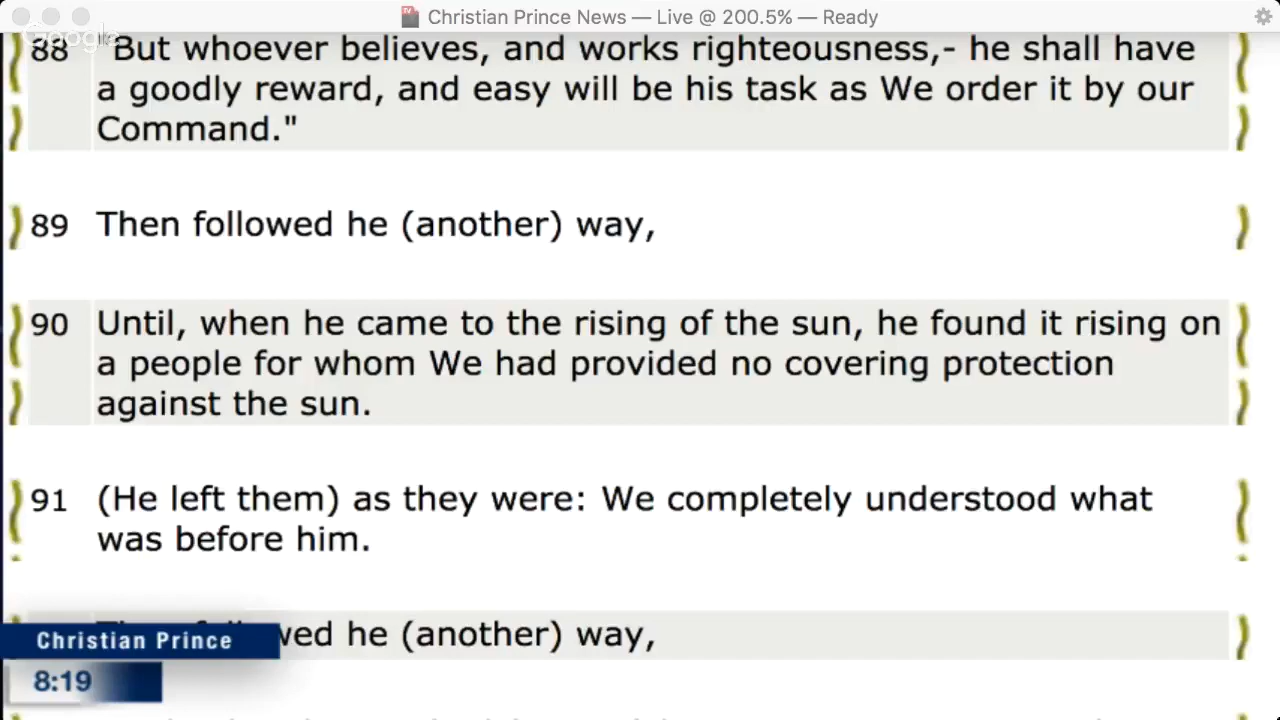 Christian Prince News — Live @ 200.5% — Ready
Google
88 "But whoever believes, and works righteousness,- he shall have
a goodly reward, and easy will be his task as We order it by our
Command."
89 Then followed he (another) way,
90 Until, when he came to the rising of the sun, he found it rising on
a people for whom We had provided no covering protection
against the sun.
91 (He left them) as they were: We completely understood what
was before him.
he (another) way,
Christian Prince
8:19